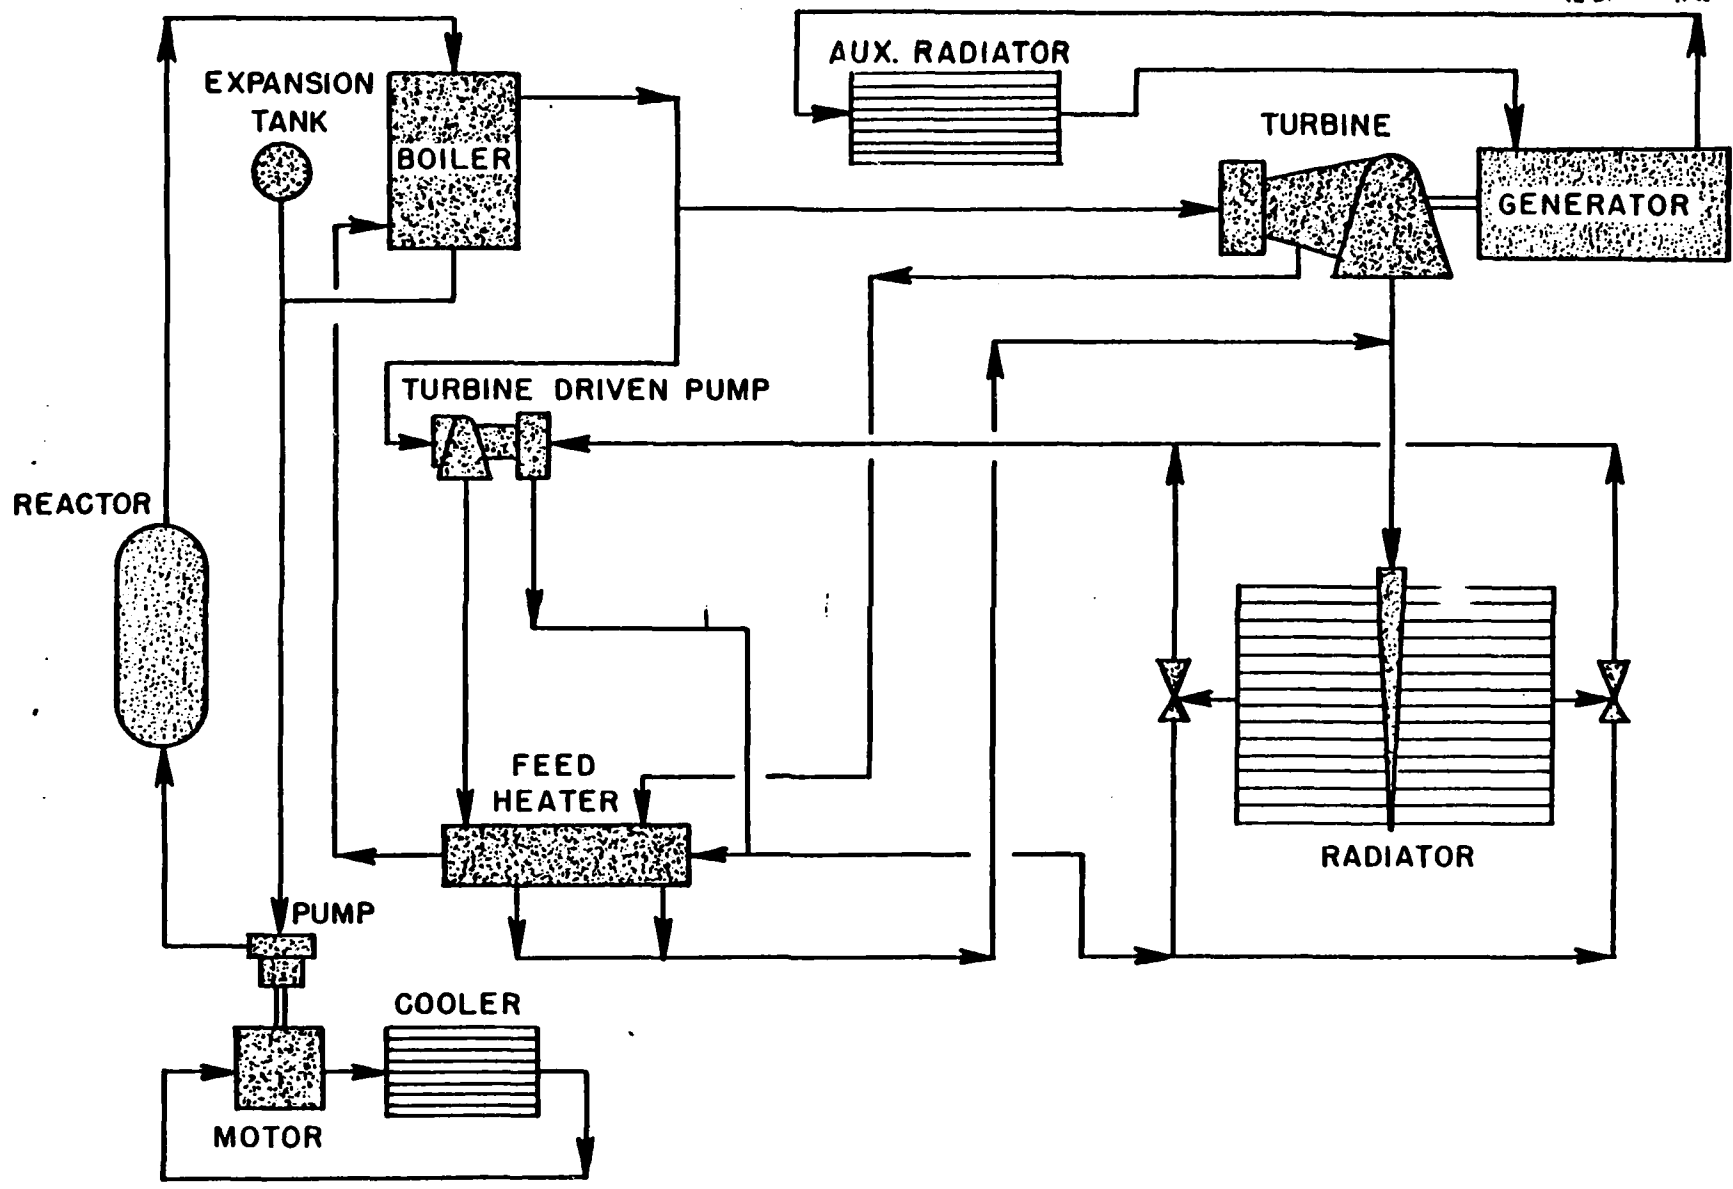 AUX. RADIATOR
EXPANSION
TANK
TURBINE
BOILER
GENERATOR
TURBINE DRIVEN PUMP
REACTOR
FEED
HEATER
RADIATOR
PUMP
COOLER
MOTOR